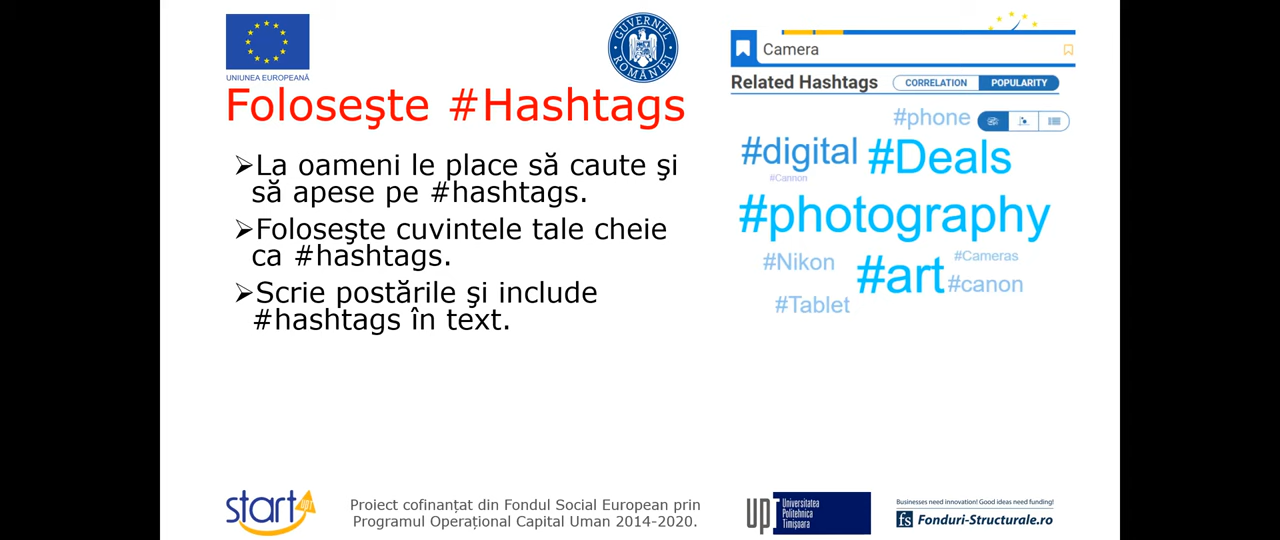 UNIUNEA EUROPEANĂ
GUVERNUL ROMÂNIEI
Foloseşte #Hashtags
➢La oameni le place să caute şi
să apese pe #hashtags.
➢Foloseşte cuvintele tale cheie
ca #hashtags.
➢Scrie postările şi include
#hashtags în text.
Camera
Related Hashtags
CORRELATION
POPULARITY
#phone
#digital
#Deals
#Cannon
#photography
#Nikon
#art
#Cameras
#canon
#Tablet
start UP!
Proiect cofinanțat din Fondul Social European prin
Programul Operațional Capital Uman 2014-2020.
UPT
Universitatea
Politehnica
Timișoara
Businesses need innovation! Good ideas need funding!
fs Fonduri-Structurale.ro